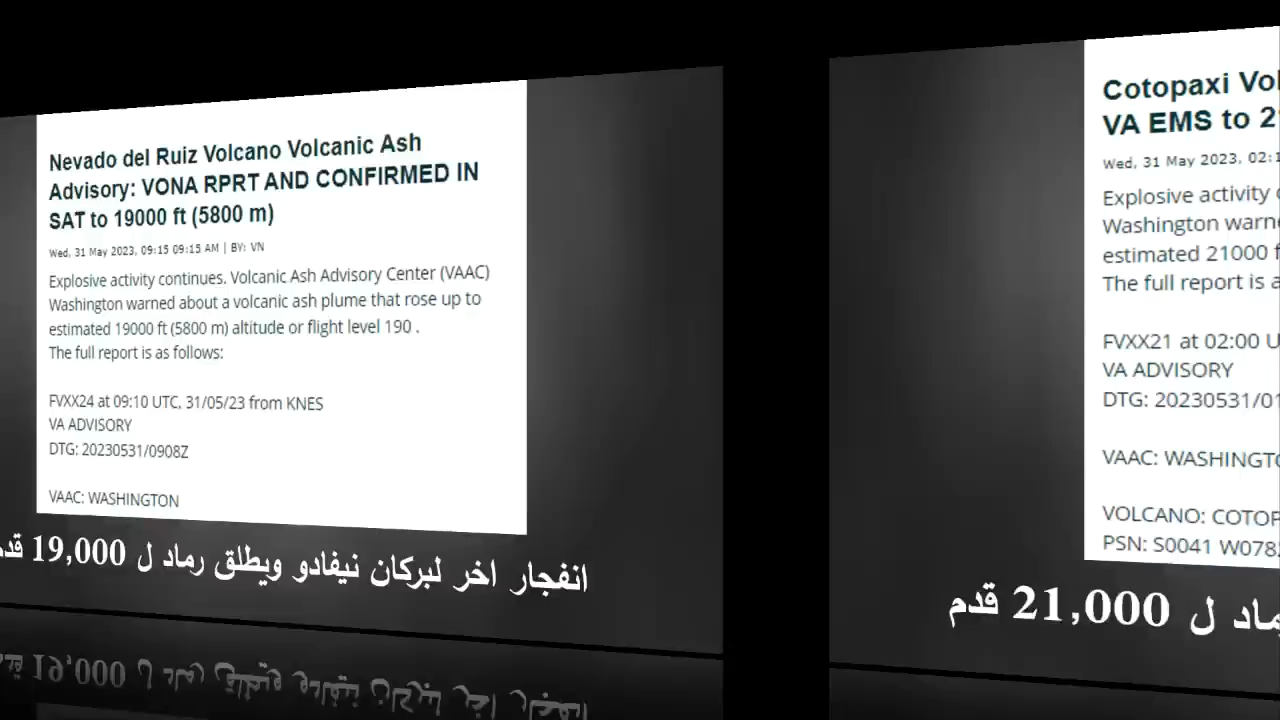 Nevado del Ruiz Volcano Volcanic Ash
Advisory: VONA RPRT AND CONFIRMED IN
SAT to 19000 ft (5800 m)
Wed, 31 May 2023, 09:15 09:15 AM | BY: VN
Explosive activity continues. Volcanic Ash Advisory Center (VAAC)
Washington warned about a volcanic ash plume that rose up to
estimated 19000 ft (5800 m) altitude or flight level 190 .
The full report is as follows:
FVXX24 at 09:10 UTC, 31/05/23 from KNES
VA ADVISORY
DTG: 20230531/0908Z
VAAC: WASHINGTON
انفجار اخر لبركان نيفادو ويطلق رماد ل 19,000
Cotopaxi
VA EMS to
Wed, 31 May 2023,
Explosive activity
Washington
estimated 21000
The full report is
FVXX21 at 02:00
VA ADVISORY
DTG:
VAAC:
VOLCANO:
PSN: S0041
ل 21,000 قدم